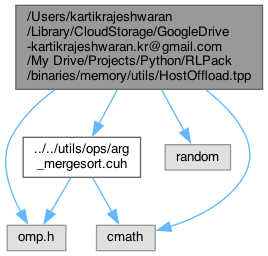 /Users/kartikrajeshwaran
/Library/CloudStorage/GoogleDrive
-kartikrajeshwaran.kr@gmail.com
/My Drive/Projects/Python/RLPack
/binaries/memory/utils/HostOffload.tpp
../../utils/ops/arg
_mergesort.cuh
random
omp.h
cmath